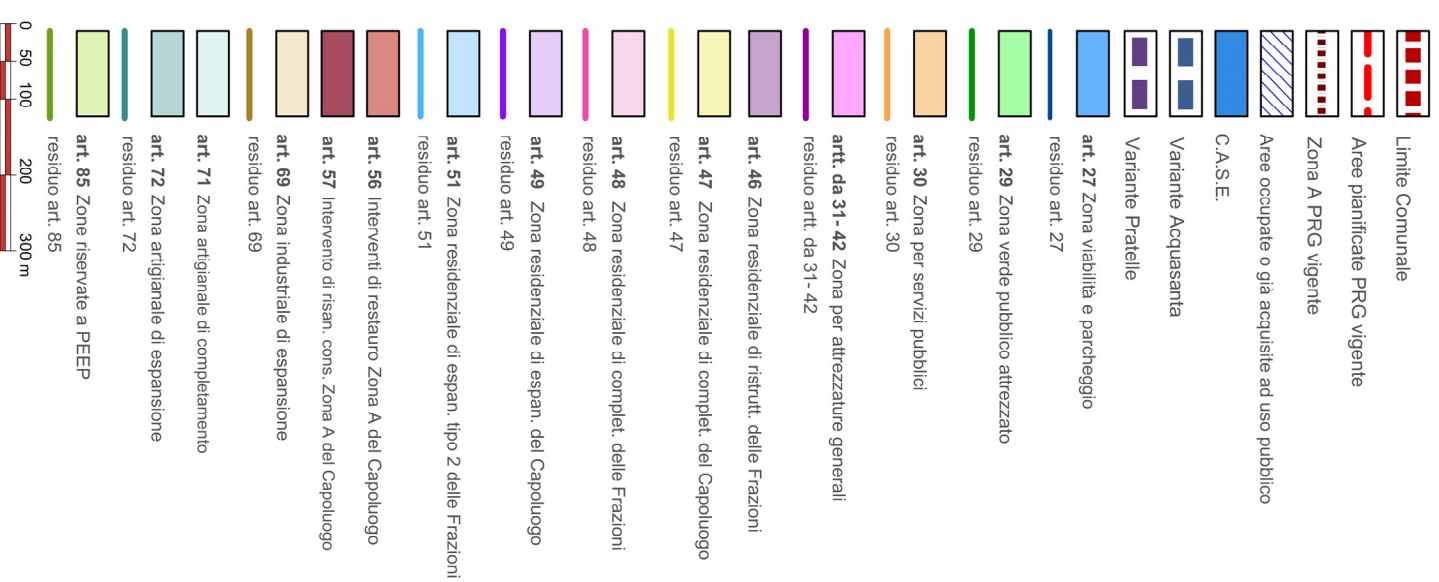 Limite Comunale
Aree pianificate PRG vigente
Zona A PRG vigente
Aree occupate o già acquisite ad uso pubblico
C.A.S.E.
Variante Acquasanta
Variante Pratelle
art. 27 Zona viabilità e parcheggio
residuo art. 27
art. 29 Zona verde pubblico attrezzato
residuo art. 29
art. 30 Zona per servizi pubblici
residuo art. 30
artt. da 31- 42 Zona per attrezzature generali
residuo artt. da 31- 42
art. 46 Zona residenziale di ristrutt. delle Frazioni
art. 47 Zona residenziale di complet. del Capoluogo
residuo art. 47
art. 48 Zona residenziale di complet. delle Frazioni
residuo art. 48
art. 49 Zona residenziale di espan. del Capoluogo
residuo art. 49
art. 51 Zona residenziale di espan. tipo 2 delle Frazioni
residuo art. 51
art. 56 Interventi di restauro Zona A del Capoluogo
art. 57 Intervento di risan. cons. Zona A del Capoluogo
art. 69 Zona industriale di espansione
residuo art. 69
art. 71 Zona artigianale di completamento
art. 72 Zona artigianale di espansione
residuo art. 72
art. 85 Zone riservate a PEEP
residuo art. 85
0 50 100 200 300 m